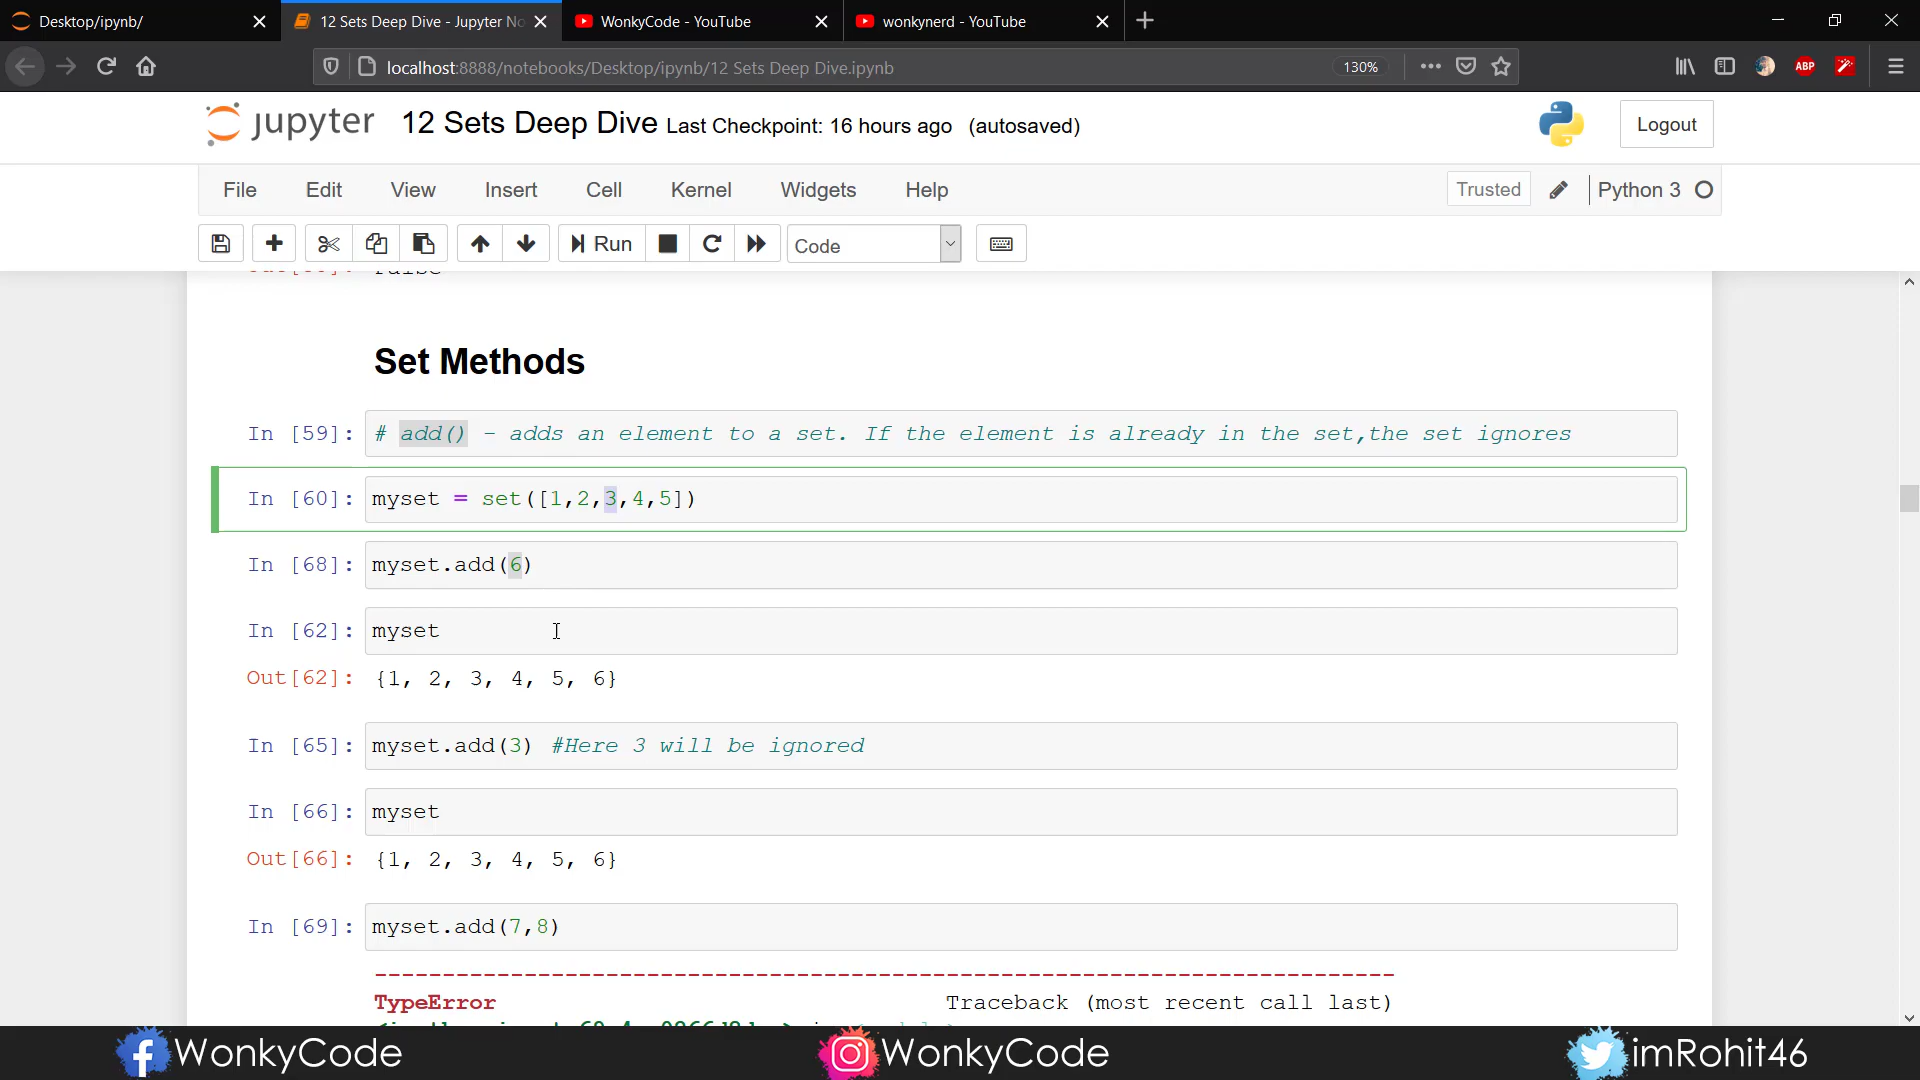 Desktop/ipynb/
12 Sets Deep Dive - Jupyter No
WonkyCode - YouTube
wonkynerd - YouTube
localhost:8888/notebooks/Desktop/ipynb/12 Sets Deep Dive.ipynb
130%
ABP
jupyter
12 Sets Deep Dive Last Checkpoint: 16 hours ago (autosaved)
Logout
File Edit View Insert Cell Kernel Widgets Help
Trusted
Python 3
Run
Code
Set Methods
In [59]: # add() - adds an element to a set. If the element is already in the set,the set ignores
In [60]: myset = set([1,2,3,4,5])
In [68]: myset.add(6)
In [62]: myset
Out[62]: {1, 2, 3, 4, 5, 6}
In [65]: myset.add(3) #Here 3 will be ignored
In [66]: myset
Out[66]: {1, 2, 3, 4, 5, 6}
In [69]: myset.add(7,8)
---------------------------------------------------------------------------
TypeError Traceback (most recent call last)
WonkyCode
WonkyCode
imRohit46